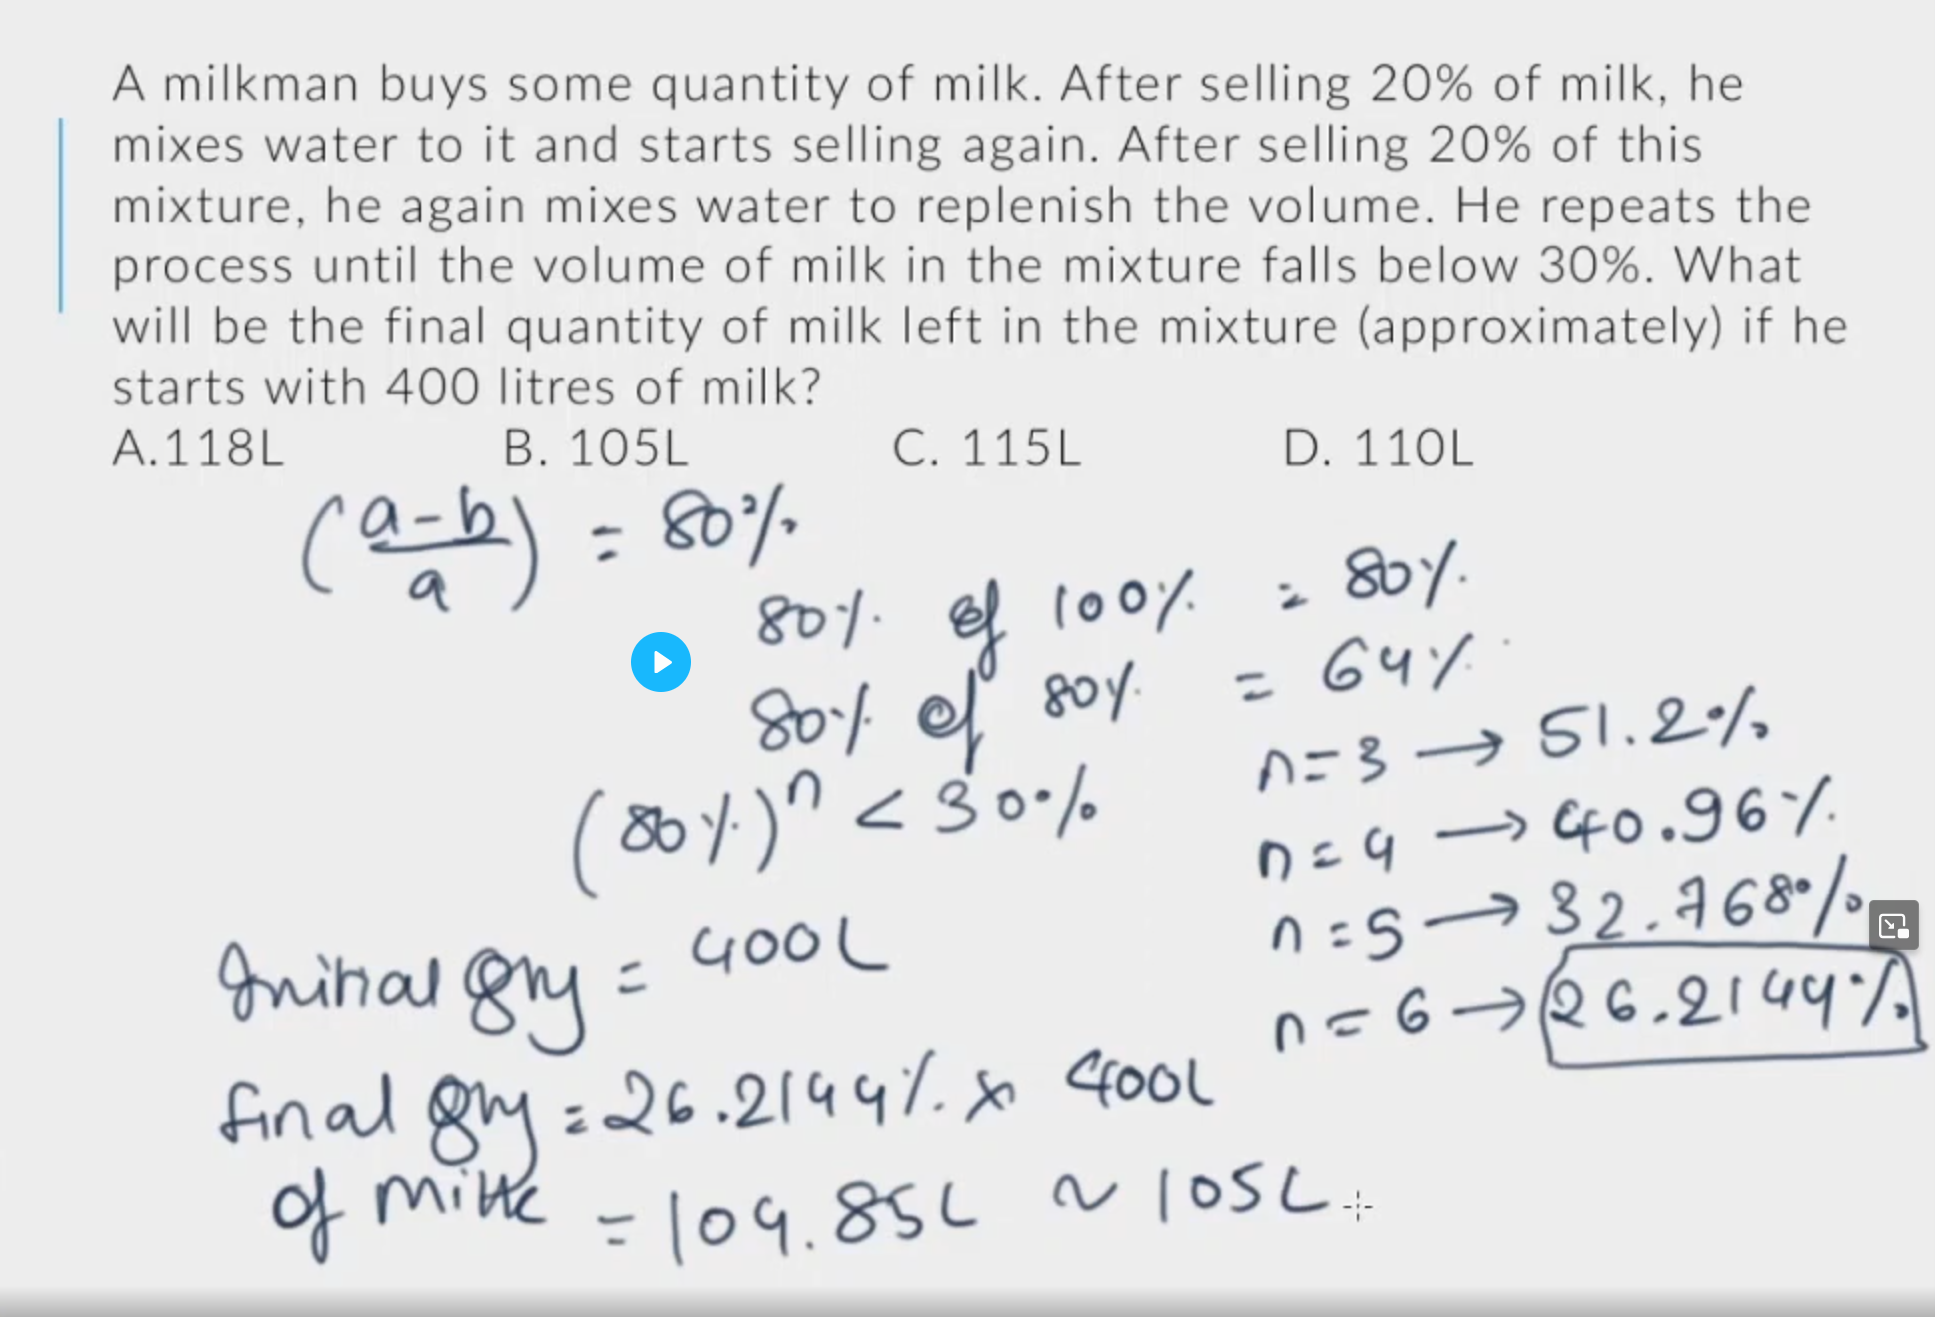 A milkman buys some quantity of milk. After selling 20% of milk, he
mixes water to it and starts selling again. After selling 20% of this
mixture, he again mixes water to replenish the volume. He repeats the
process until the volume of milk in the mixture falls below 30%. What
will be the final quantity of milk left in the mixture (approximately) if he
starts with 400 litres of milk?
A.118L B. 105L C. 115L D. 110L
(a-b/a) = 80%
80% of 100% = 80%
80% of 80% = 64%
n=3 → 51.2%
(80%)ⁿ < 30%
n=4 → 40.96%
n=5 → 32.768%
n=6 → 26.2144%
Initial qty = 400L
final qty = 26.2144% x 400L
of milk = 104.85L ~ 105L